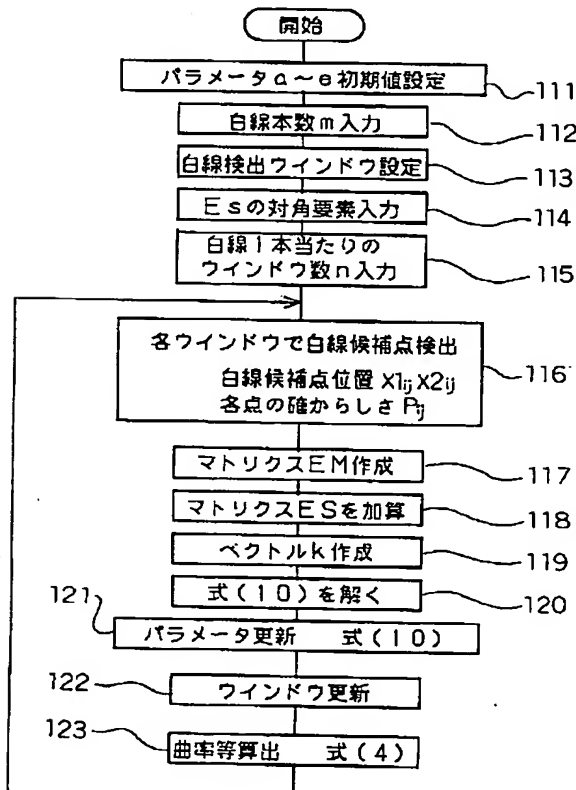 開始
パラメータa～e初期値設定
111
白線本数m入力
112
白線検出ウインドウ設定
113
Esの対角要素入力
114
白線1本当たりの
ウインドウ数n入力
115
各ウインドウで白線候補点検出
白線候補点位置 X1ij X2ij
各点の確からしさ Pij
116
マトリクスEM作成
117
マトリクスESを加算
118
ベクトルk作成
119
式(10)を解く
120
121
パラメータ更新 式(10)
122
ウインドウ更新
123
曲率等算出 式(4)